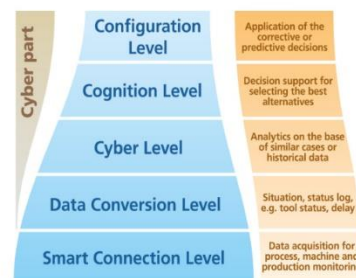 Cyber part
Configuration
Level
Application of the
corrective or
predictive decisions
Cognition Level
Decision support for
selecting the best
alternatives
Cyber Level
Analytics on the base
of similar cases or
historical data
Data Conversion Level
Situation, status log,
e.g. tool status, delay
Smart Connection Level
Data acquisition for
process, machine and
production monitorin